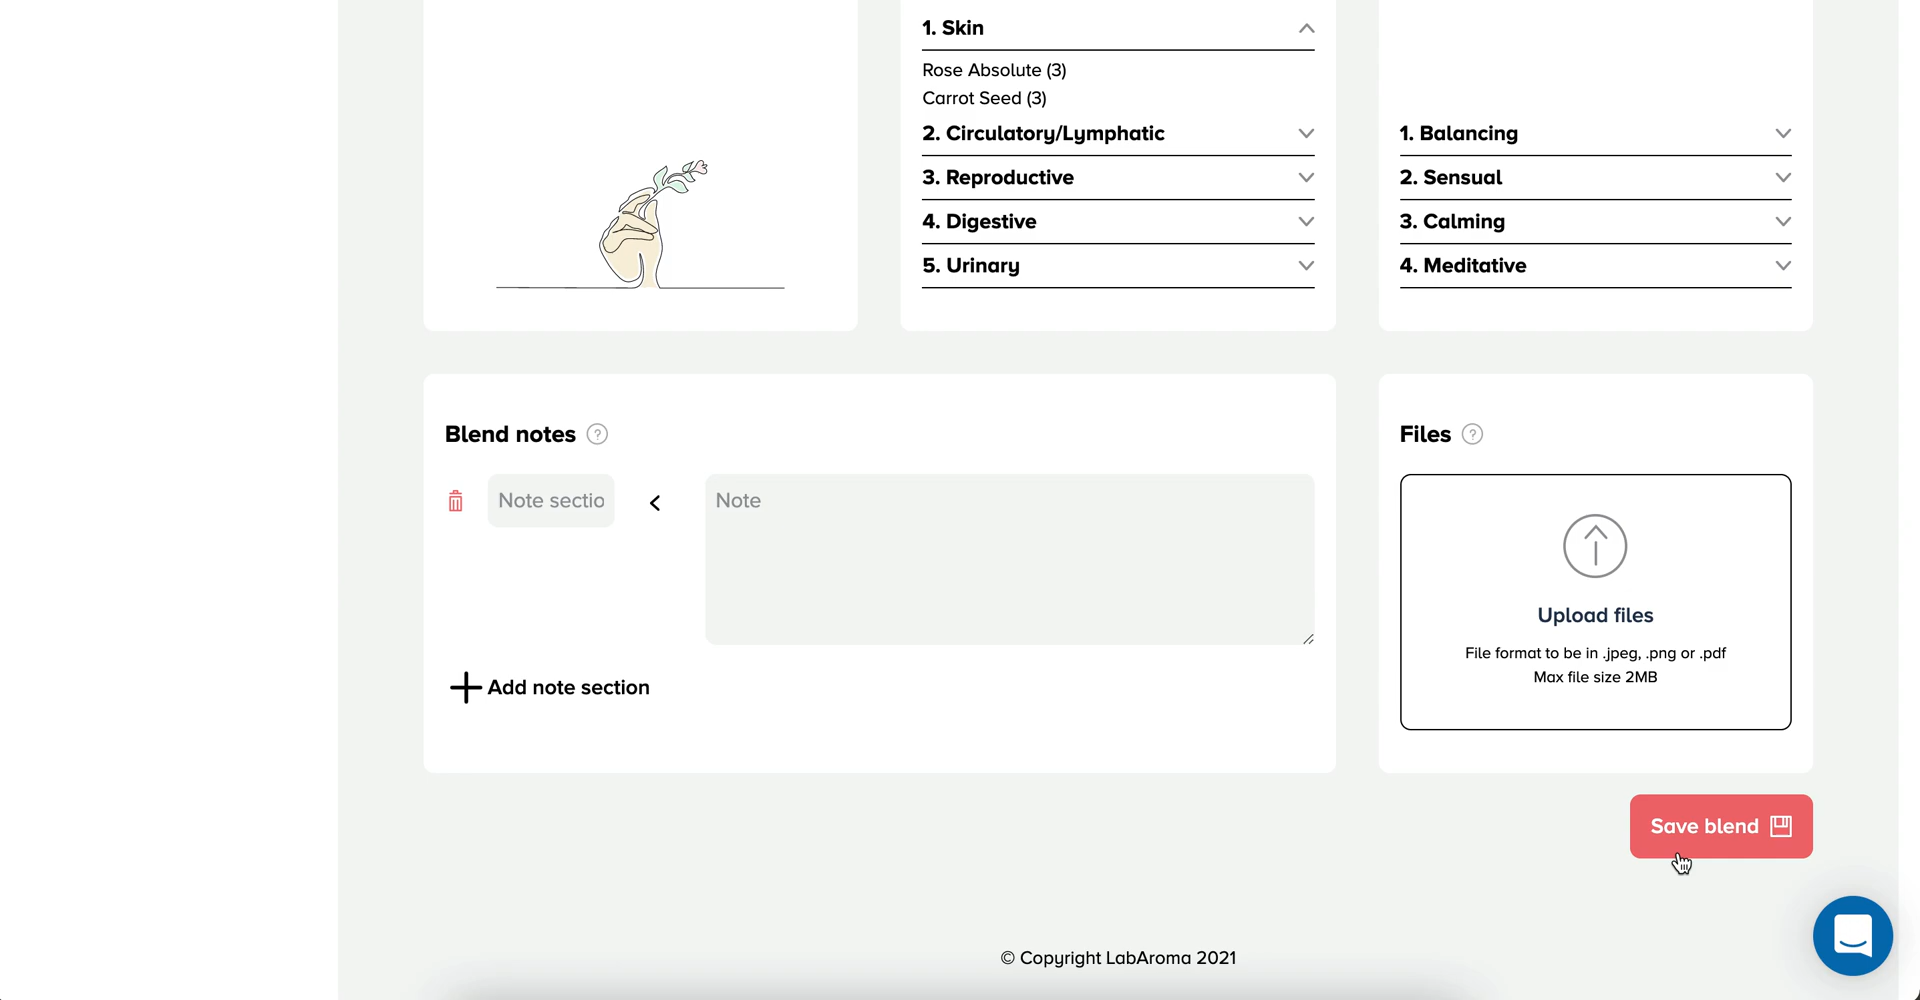 1. Skin
Rose Absolute (3)
Carrot Seed (3)
2. Circulatory/Lymphatic
3. Reproductive
4. Digestive
5. Urinary
1. Balancing
2. Sensual
3. Calming
4. Meditative
Blend notes ?
Note sectio
Note
Add note section
Files ?
Upload files
File format to be in .jpeg, .png or .pdf
Max file size 2MB
Save blend
© Copyright LabAroma 2021